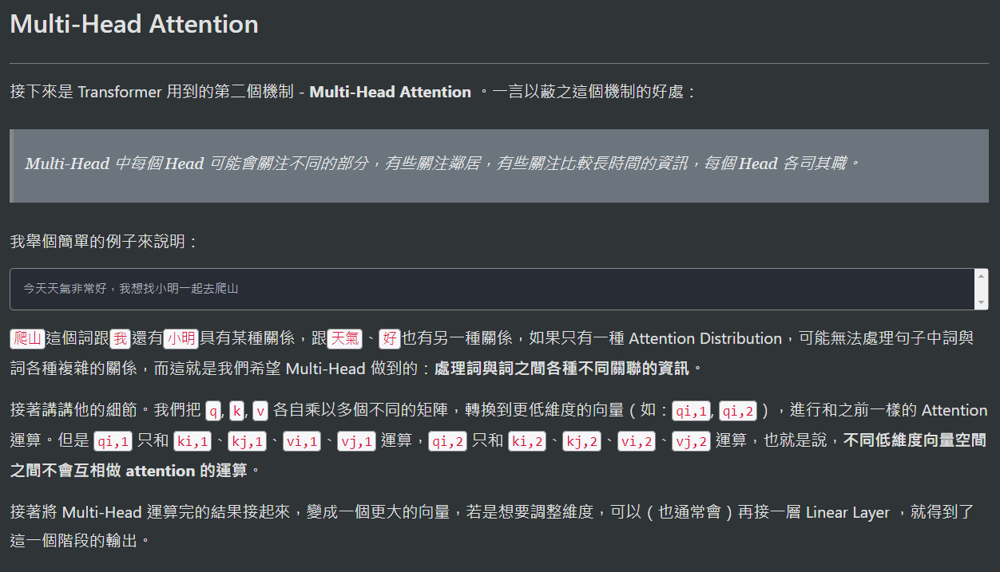 Multi-Head Attention
接下來是 Transformer 用到的第二個機制 - Multi-Head Attention 。一言以蔽之這個機制的好處：
Multi-Head 中每個 Head 可能會關注不同的部分，有些關注鄰居，有些關注比較長時間的資訊，每個 Head 各司其職。
我舉個簡單的例子來說明：
今天天氣非常好，我想找小明一起去爬山
爬山這個詞跟我還有小明具有某種關係，跟天氣、好也有另一種關係，如果只有一種 Attention Distribution，可能無法處理句子中詞與
詞各種複雜的關係，而這就是我們希望 Multi-Head 做到的：處理詞與詞之間各種不同關聯的資訊。
接著講講他的細節。我們把 q, k, v 各自乘以多個不同的矩陣，轉換到更低維度的向量（如：qi,1, qi,2），進行和之前一樣的 Attention
運算。但是 qi,1 只和 ki,1、kj,1、vi,1、vj,1 運算，qi,2 只和 ki,2、kj,2、vi,2、vj,2 運算，也就是說，不同低維度向量空間
之間不會互相做 attention 的運算。
接著將 Multi-Head 運算完的結果接起來，變成一個更大的向量，若是想要調整維度，可以（也通常會）再接一層 Linear Layer ，就得到了
這一個階段的輸出。